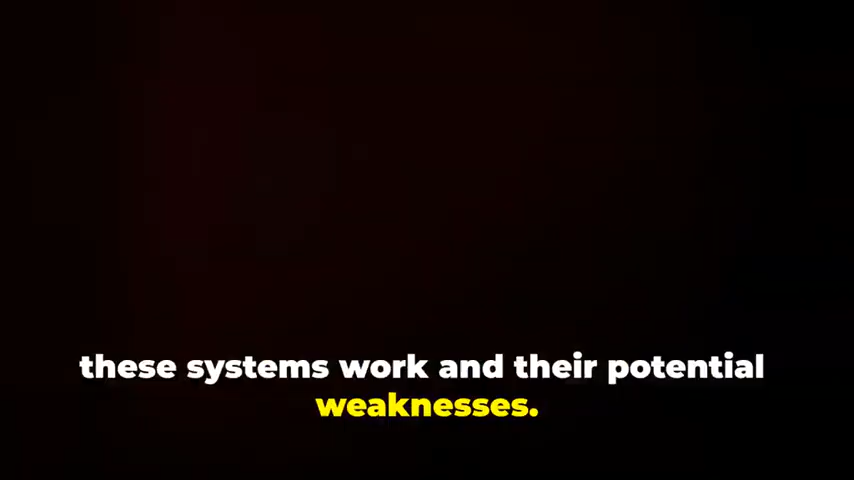 these systems work and their potential
weaknesses.